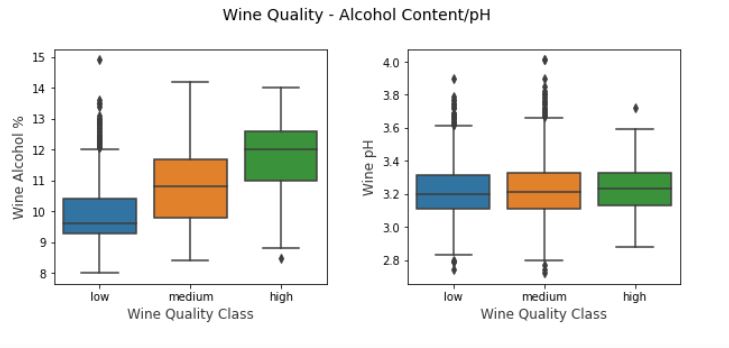 Wine Quality - Alcohol Content/pH
15
14
13
12
11
10
9
8
Wine Alcohol %
low medium high
Wine Quality Class
4.0
3.8
3.6
3.4
3.2
3.0
2.8
Wine pH
low medium high
Wine Quality Class